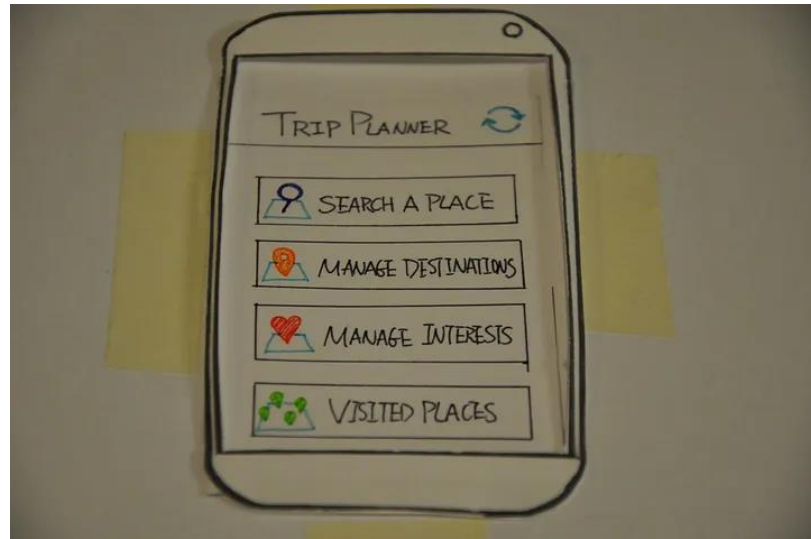 TRIP PLANNER
SEARCH A PLACE
MANAGE DESTINATIONS
MANAGE INTERESTS
VISITED PLACES